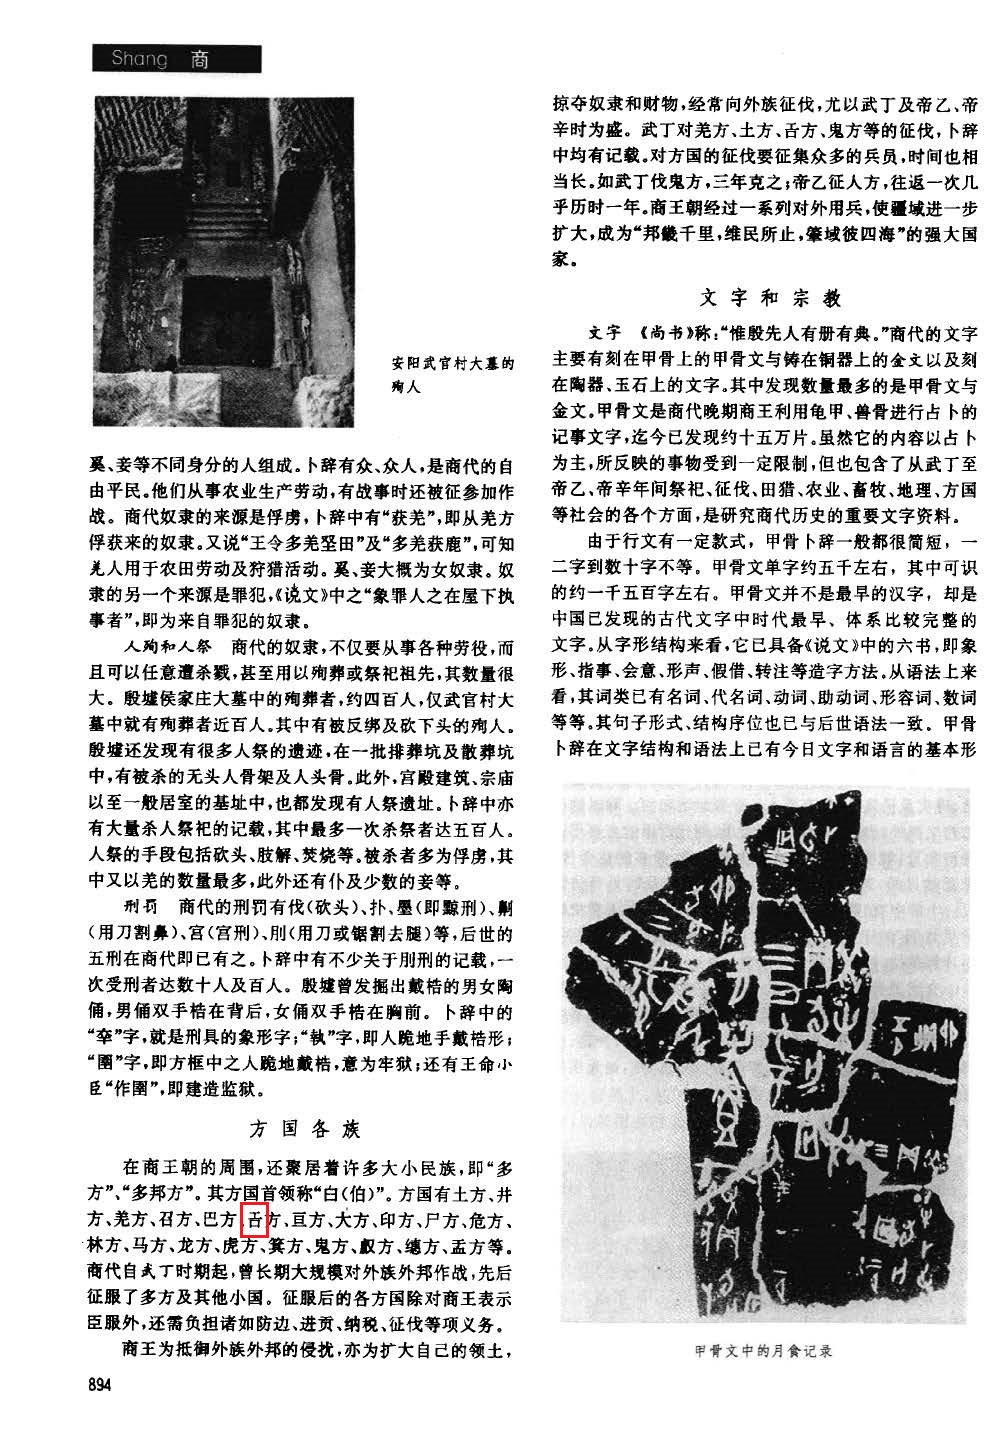 Shang 商
安阳武官村大墓的
殉人
奚、妾等不同身分的人组成。卜辞有众、众人,是商代的自
由平民。他们从事农业生产劳动,有战事时还被征参加作
战。商代奴隶的来源是俘虏,卜辞中有“获羌”,即从羌方
俘获来的奴隶。又说“王令多羌坚田”及“多羌获鹿”,可知
羌人用于农田劳动及狩猎活动。奚、妾大概为女奴隶。奴
隶的另一个来源是罪犯,《说文》中之“象罪人之在屋下执
事者”,即为来自罪犯的奴隶。
人殉和人祭 商代的奴隶,不仅要从事各种劳役,而
且可以任意遭杀戮,甚至用以殉葬或祭祀祖先,其数量很
大。殷墟侯家庄大墓中的殉葬者,约四百人,仅武官村大
墓中就有殉葬者近百人。其中有被反绑及砍下头的殉人。
殷墟还发现有很多人祭的遗迹,在一批排葬坑及散葬坑
中,有被杀的无头人骨架及人头骨。此外,宫殿建筑、宗庙
以至一般居室的基址中,也都发现有人祭遗址。卜辞中亦
有大量杀人祭祀的记载,其中最多一次杀祭者达五百人。
人祭的手段包括砍头、肢解、焚烧等。被杀者多为俘虏,其
中又以羌的数量最多,此外还有仆及少数的妾等。
刑罚 商代的刑罚有伐(砍头)、扑、墨(即黥刑)、劓
(用刀割鼻)、宫(宫刑)、刖(用刀或锯割去腿)等,后世的
五刑在商代即已有之。卜辞中有不少关于刖刑的记载,一
次受刑者达数十人及百人。殷墟曾发掘出戴梏的男女陶
俑,男俑双手梏在背后,女俑双手梏在胸前。卜辞中的
“㚔”字,就是刑具的象形字;“執”字,即人跪地手戴梏形;
“圉”字,即方框中之人跪地戴梏,意为牢狱;还有王命小
臣“作圉”,即建造监狱。
方国各族
在商王朝的周围,还聚居着许多大小民族,即“多
方”、“多邦方”。其方国首领称“白(伯)”。方国有土方、井
方、羌方、召方、巴方、𢀛方、亘方、大方、印方、尸方、危方、
林方、马方、龙方、虎方、箕方、鬼方、𠭯方、繐方、盂方等。
商代自武丁时期起,曾长期大规模对外族外邦作战,先后
征服了多方及其他小国。征服后的各方国除对商王表示
臣服外,还需负担诸如防边、进贡、纳税、征伐等项义务。
商王为抵御外族外邦的侵扰,亦为扩大自己的领土,
894
掠夺奴隶和财物,经常向外族征伐,尤以武丁及帝乙、帝
辛时为盛。武丁对羌方、土方、𢀛方、鬼方等的征伐,卜辞
中均有记载。对方国的征伐要征集众多的兵员,时间也相
当长。如武丁伐鬼方,三年克之;帝乙征人方,往返一次几
乎历时一年。商王朝经过一系列对外用兵,使疆域进一步
扩大,成为“邦畿千里,维民所止,肇域彼四海”的强大国
家。
文字和宗教
文字 《尚书》称:“惟殷先人有册有典。”商代的文字
主要有刻在甲骨上的甲骨文与铸在铜器上的金文以及刻
在陶器、玉石上的文字。其中发现数量最多的是甲骨文与
金文。甲骨文是商代晚期商王利用龟甲、兽骨进行占卜的
记事文字,迄今已发现约十五万片。虽然它的内容以占卜
为主,所反映的事物受到一定限制,但也包含了从武丁至
帝乙、帝辛年间祭祀、征伐、田猎、农业、畜牧、地理、方国
等社会的各个方面,是研究商代历史的重要文字资料。
由于行文有一定款式,甲骨卜辞一般都很简短,一
二字到数十字不等。甲骨文单字约五千左右,其中可识
的约一千五百字左右。甲骨文并不是最早的汉字,却是
中国已发现的古代文字中时代最早、体系比较完整的
文字。从字形结构来看,它已具备《说文》中的六书,即象
形、指事、会意、形声、假借、转注等造字方法。从语法上来
看,其词类已有名词、代名词、动词、助动词、形容词、数词
等等。其句子形式、结构序位也已与后世语法一致。甲骨
卜辞在文字结构和语法上已有今日文字和语言的基本形
甲骨文中的月食记录